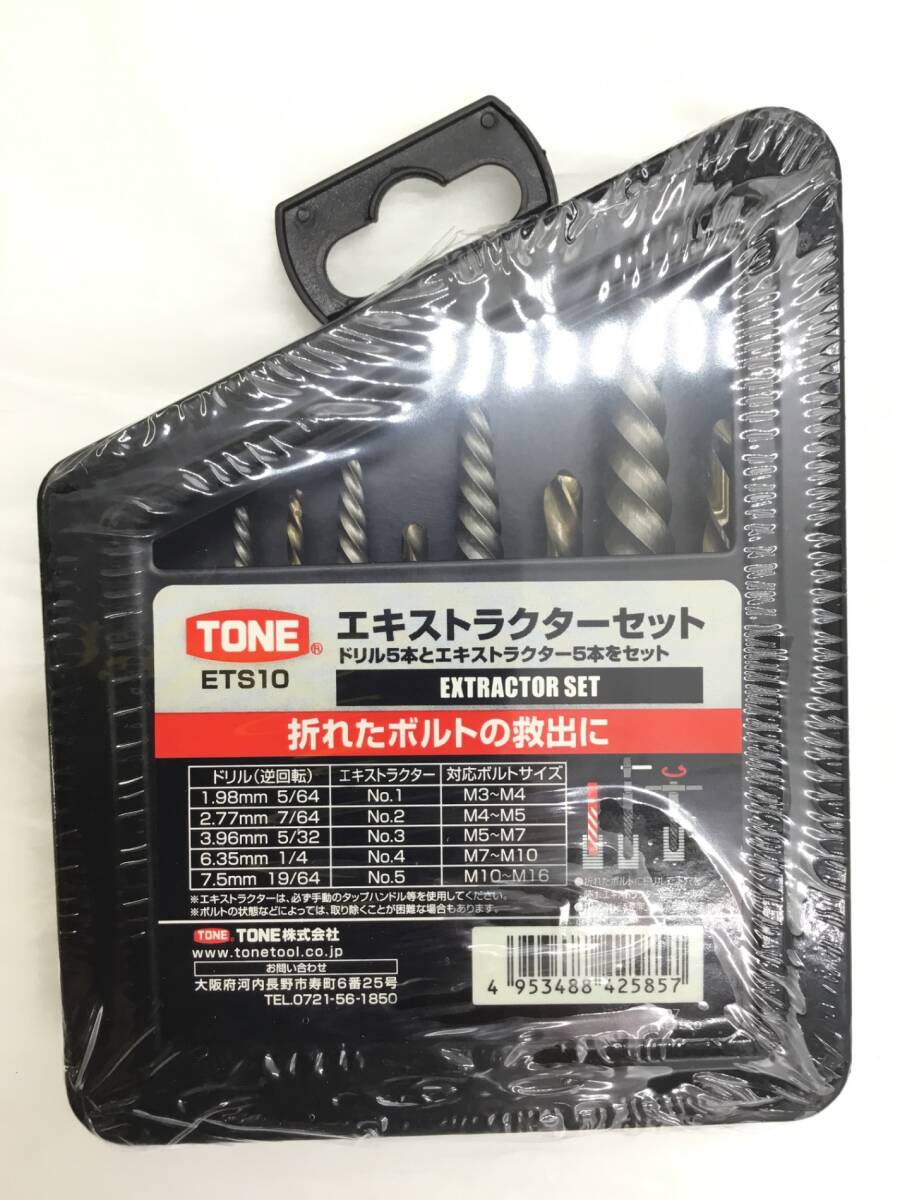 TONE®
ETS10
エキストラクターセット
ドリル5本とエキストラクター5本をセット
EXTRACTOR SET
折れたボルトの救出に
ドリル(逆回転) エキストラクター 対応ボルトサイズ
1.98mm 5/64 No.1 M3~M4
2.77mm 7/64 No.2 M4~M5
3.96mm 5/32 No.3 M5~M7
6.35mm 1/4 No.4 M7~M10
7.5mm 19/64 No.5 M10~M16
※エキストラクターは、必ず手動のタップハンドル等を使用してください。
※ボルトの状態などによっては、取り除くことが困難な場合もあります。
●折れたボルトに
TONE® TONE株式会社
www.tonetool.co.jp
お問い合わせ
大阪府河内長野市寿町6番25号
TEL.0721-56-1850
4 953488 425857